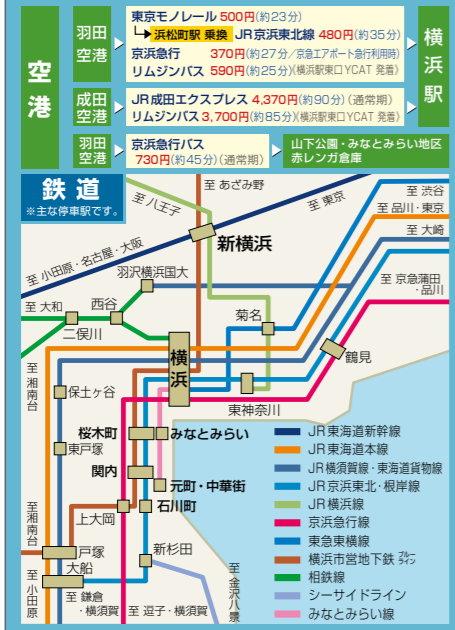 空港
羽田空港
東京モノレール 500円(約23分)
浜松町駅 乗換 JR京浜東北線 480円(約35分)
京浜急行 370円(約27分／京急エアポート急行利用時)
リムジンバス 590円(約25分)(横浜駅東口YCAT 発着)
横浜駅
成田空港
JR成田エクスプレス 4,370円(約90分)(通常期)
リムジンバス 3,700円(約85分)(横浜駅東口YCAT 発着)
羽田空港
京浜急行バス
730円(約45分)(通常期)
山下公園・みなとみらい地区
赤レンガ倉庫
鉄道
※主な停車駅です。
至 あざみ野
至 八王子
至 東京
至 渋谷
至 品川・東京
至 大崎
至 京急蒲田・品川
新横浜
至 小田原・名古屋・大阪
羽沢横浜国大
至 大和
西谷
二俣川
菊名
横浜
鶴見
東神奈川
至 湘南台
保土ヶ谷
東戸塚
桜木町
みなとみらい
関内
元町・中華街
石川町
上大岡
至 湘南台
戸塚
大船
新杉田
至 小田原
至 鎌倉・横須賀
至 逗子・横須賀
至 金沢八景
JR東海道新幹線
JR東海道本線
JR横須賀線・東海道貨物線
JR京浜東北・根岸線
JR横浜線
京浜急行線
東急東横線
横浜市営地下鉄 ブルーライン
相鉄線
シーサイドライン
みなとみらい線